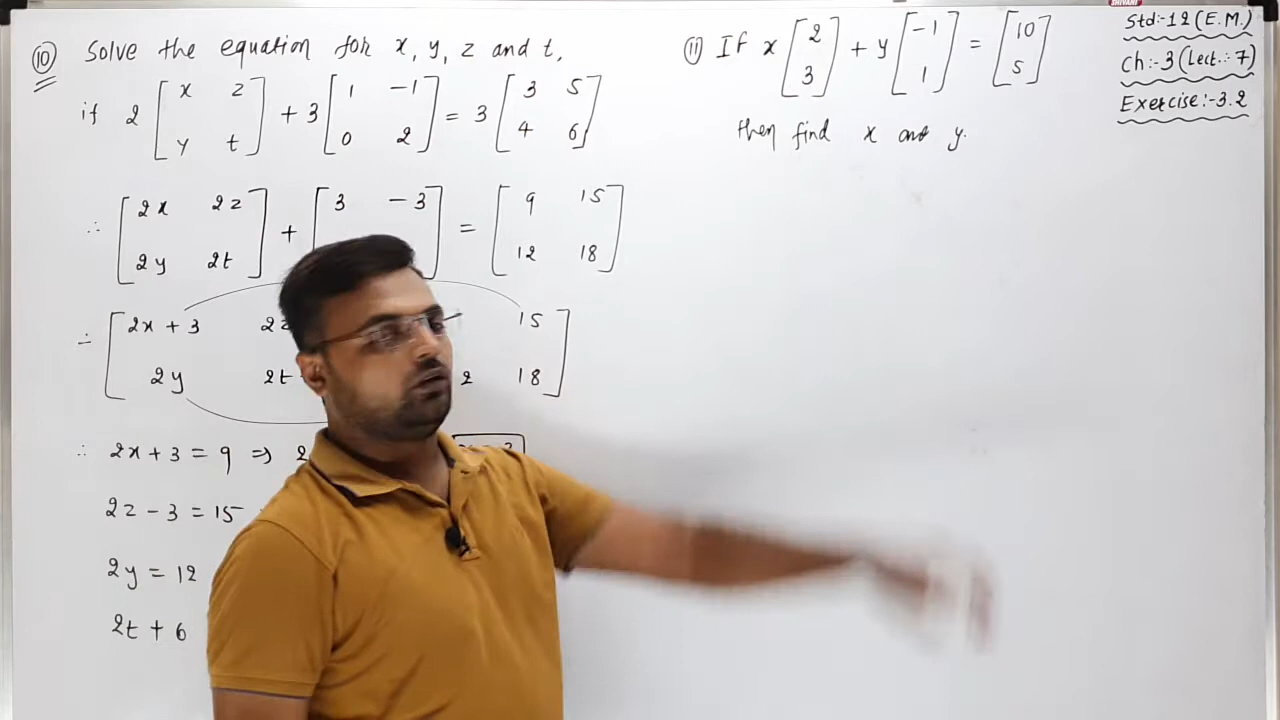 ⑩ Solve the equation for x, y, z and t,
if 2 [x z; y t] + 3 [1 -1; 0 2] = 3 [3 5; 4 6]
∴ [2x 2z; 2y 2t] + [3 -3 = [9 15; 12 18]
∴ [2x + 3 2z 15
2y 2t 2 18]
∴ 2x + 3 = 9 ⇒ 2
2z - 3 = 15
2y = 12
2t + 6
⑪ If x [2; 3] + y [-1; 1] = [10; 5]
then find x and y.
Std:-12 (E.M.)
Ch:-3 (Lect.:-7)
Exercise:-3.2
SHIVANI